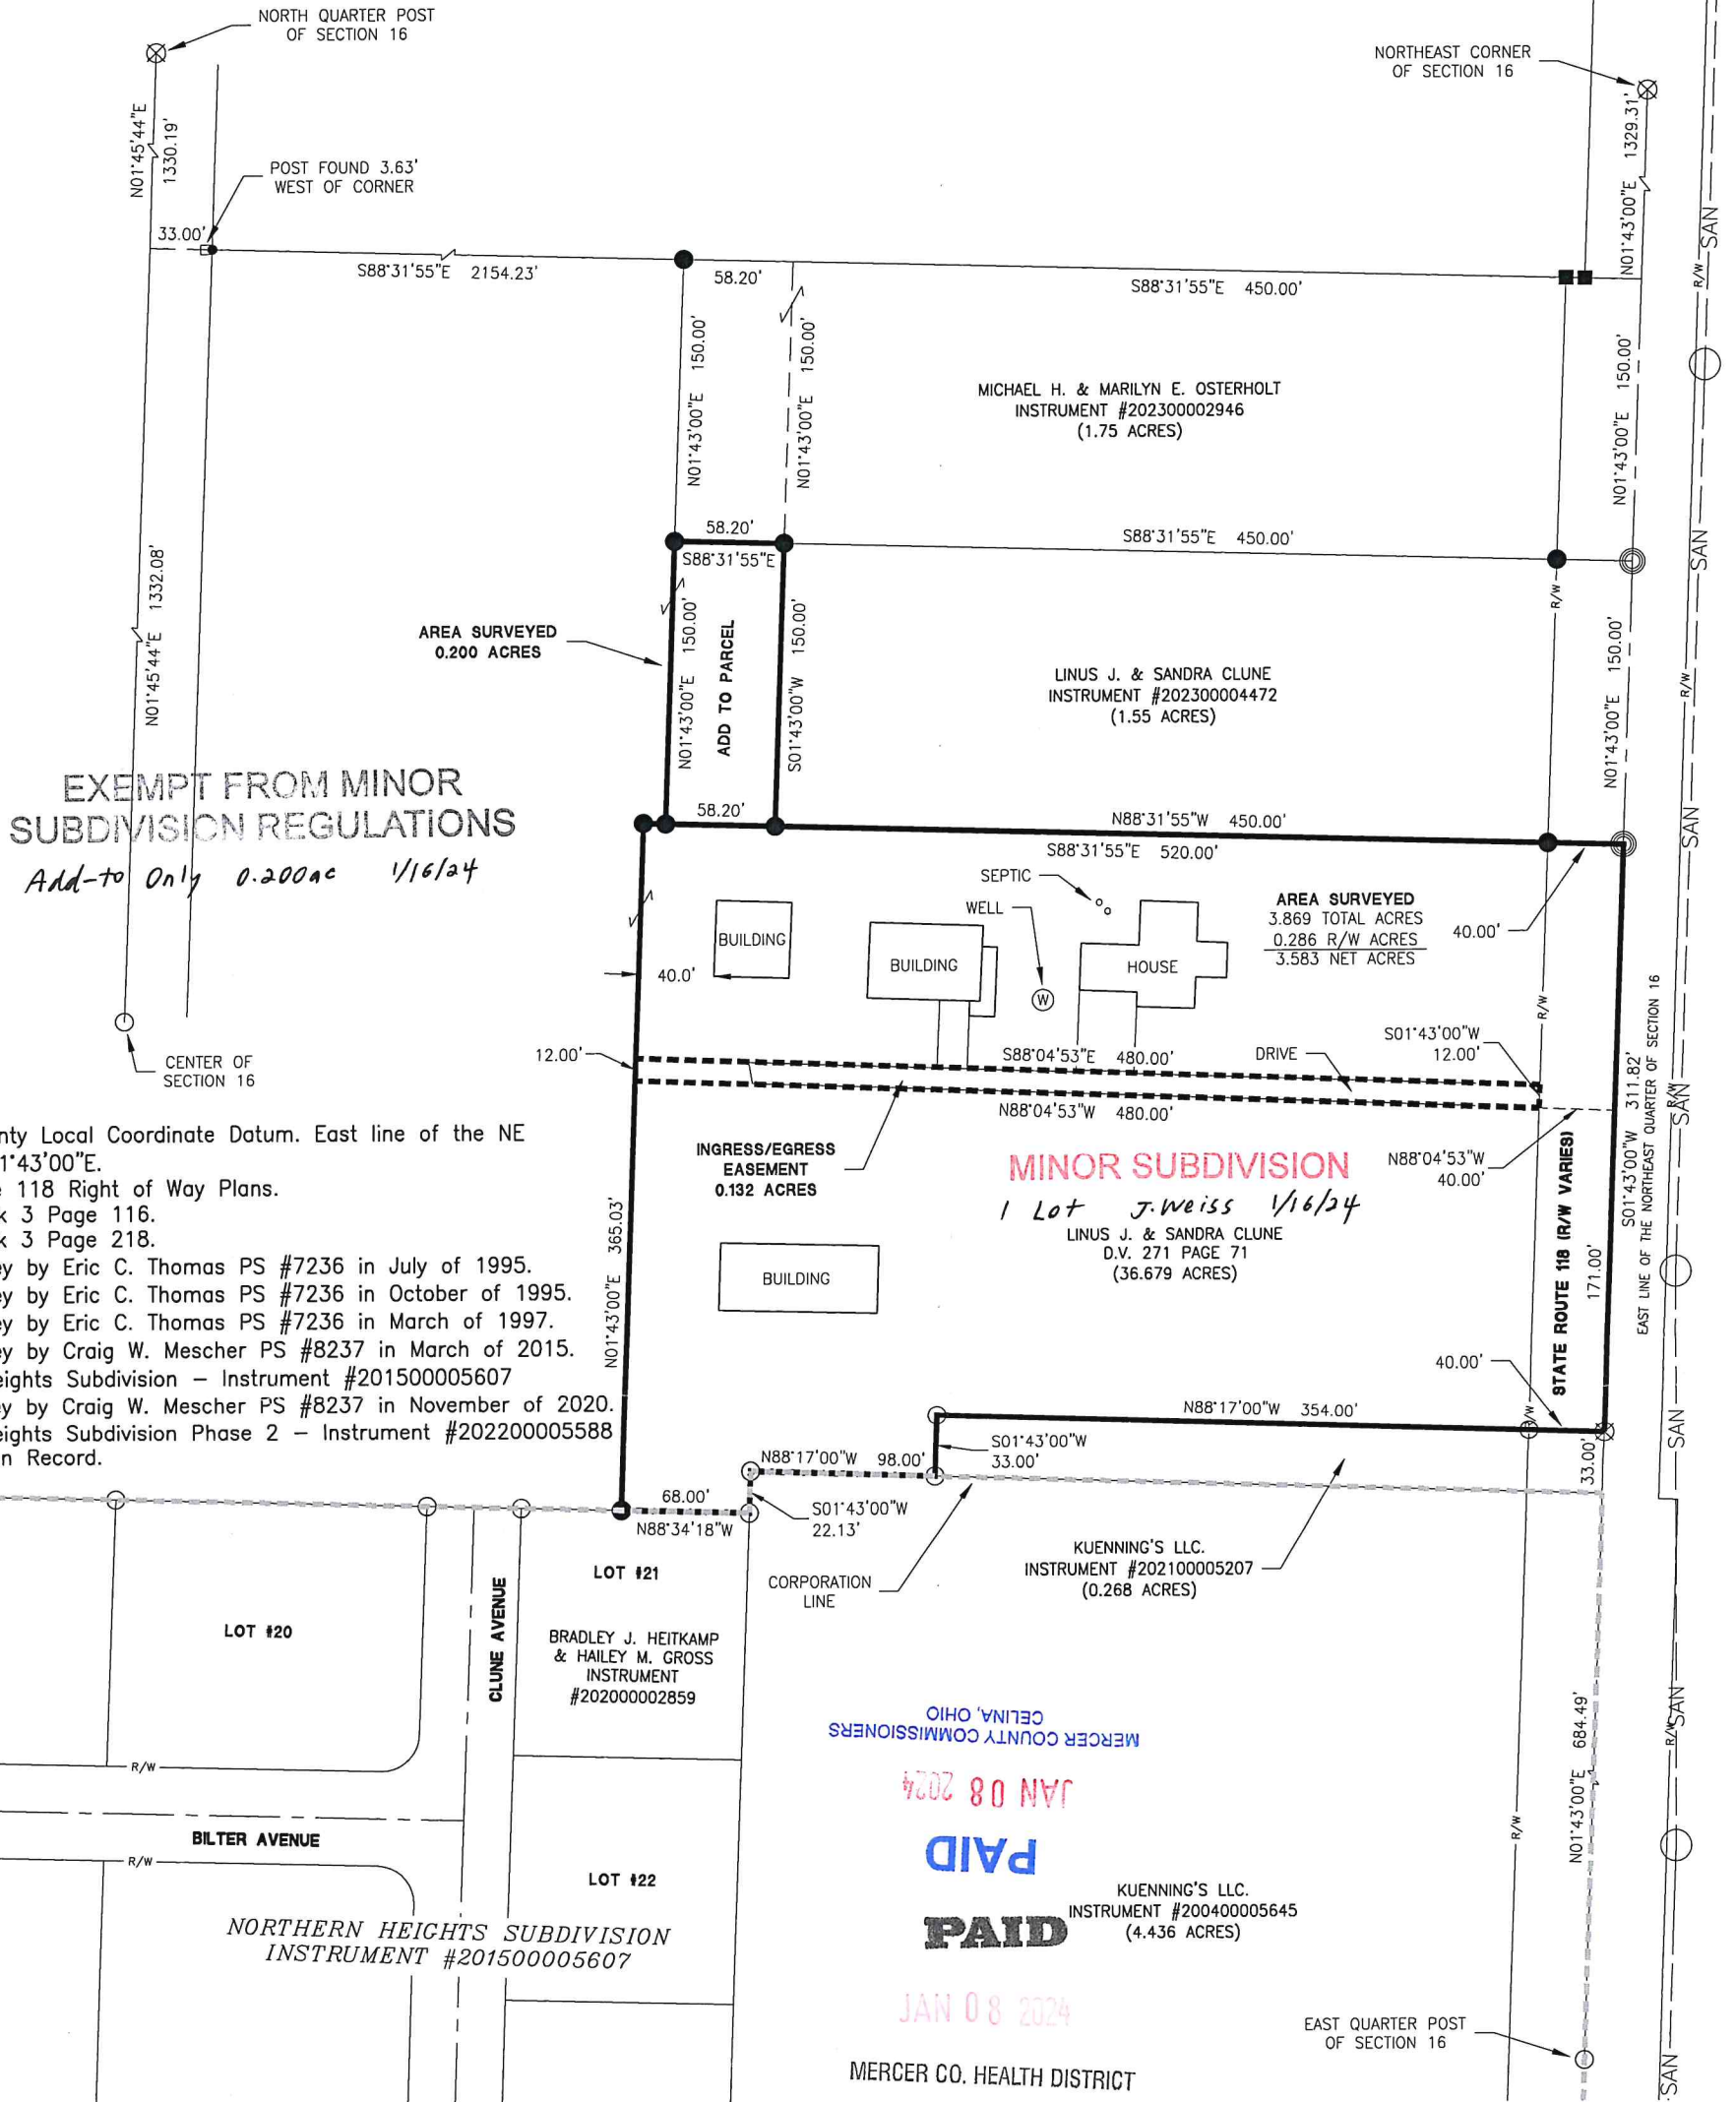 NORTH QUARTER POST
OF SECTION 16
NORTHEAST CORNER
OF SECTION 16
N01°45'44"E
1330.19'
POST FOUND 3.63'
WEST OF CORNER
33.00'
S88°31'55"E 2154.23'
58.20'
S88°31'55"E 450.00'
N01°43'00"E 1329.31'
SAN
R/W
N01°43'00"E 150.00'
N01°43'00"E 150.00'
MICHAEL H. & MARILYN E. OSTERHOLT
INSTRUMENT #202300002946
(1.75 ACRES)
N01°43'00"E 150.00'
58.20'
S88°31'55"E
S88°31'55"E 450.00'
SAN
R/W
N01°45'44"E 1332.08'
AREA SURVEYED
0.200 ACRES
N01°43'00"E 150.00'
ADD TO PARCEL
S01°43'00"W 150.00'
LINUS J. & SANDRA CLUNE
INSTRUMENT #202300004472
(1.55 ACRES)
N01°43'00"E 150.00'
R/W
EXEMPT FROM MINOR
SUBDIVISION REGULATIONS
Add-to Only 0.200ac 1/16/24
58.20'
N88°31'55"W 450.00'
S88°31'55"E 520.00'
SAN
SEPTIC
WELL
BUILDING
BUILDING
W
HOUSE
AREA SURVEYED
3.869 TOTAL ACRES
0.286 R/W ACRES
3.583 NET ACRES
40.00'
40.0'
R/W
12.00'
S88°04'53"E 480.00'
DRIVE
S01°43'00"W
12.00'
N88°04'53"W 480.00'
CENTER OF
SECTION 16
S01°43'00"W 311.82'
EAST LINE OF THE NORTHEAST QUARTER OF SECTION 16
R/W
SAN
nty Local Coordinate Datum. East line of the NE
1°43'00"E.
e 118 Right of Way Plans.
k 3 Page 116.
k 3 Page 218.
ey by Eric C. Thomas PS #7236 in July of 1995.
ey by Eric C. Thomas PS #7236 in October of 1995.
ey by Eric C. Thomas PS #7236 in March of 1997.
ey by Craig W. Mescher PS #8237 in March of 2015.
eights Subdivision – Instrument #201500005607
ey by Craig W. Mescher PS #8237 in November of 2020.
eights Subdivision Phase 2 – Instrument #202200005588
n Record.
INGRESS/EGRESS
EASEMENT
0.132 ACRES
MINOR SUBDIVISION
1 Lot J. Weiss 1/16/24
LINUS J. & SANDRA CLUNE
D.V. 271 PAGE 71
(36.679 ACRES)
N88°04'53"W
40.00'
STATE ROUTE 118 (R/W VARIES)
171.00'
N01°43'00"E 365.03'
BUILDING
40.00'
N88°17'00"W 354.00'
R/W
SAN
S01°43'00"W
33.00'
N88°17'00"W 98.00'
33.00'
68.00'
N88°34'18"W
S01°43'00"W
22.13'
CORPORATION
LINE
KUENNING'S LLC.
INSTRUMENT #202100005207
(0.268 ACRES)
LOT #20
CLUNE AVENUE
LOT #21
BRADLEY J. HEITKAMP
& HAILEY M. GROSS
INSTRUMENT
#202000002859
MERCER COUNTY COMMISSIONERS
CELINA, OHIO
JAN 08 2024
PAID
N01°43'00"E 684.49'
R/W
SAN
R/W
BILTER AVENUE
R/W
LOT #22
R/W
NORTHERN HEIGHTS SUBDIVISION
INSTRUMENT #201500005607
PAID
KUENNING'S LLC.
INSTRUMENT #200400005645
(4.436 ACRES)
JAN 08 2024
MERCER CO. HEALTH DISTRICT
EAST QUARTER POST
OF SECTION 16
SAN